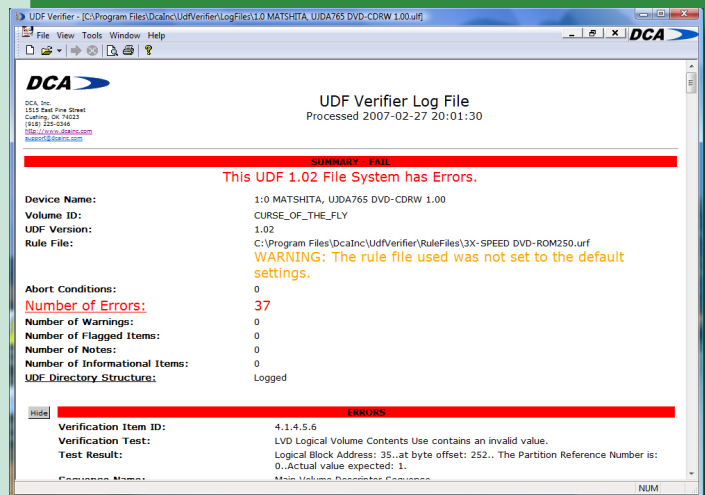 UDF Verifier - [C:\Program Files\DcaInc\UdfVerifier\LogFiles\1.0 MATSHITA, UJDA765 DVD-CDRW 1.00.ulf]
File View Tools Window Help
DCA
DCA
DCA, Inc.
1515 East Pine Street
Cushing, OK 74023
(918) 225-0346
http://www.dcainc.com
support@dcainc.com
UDF Verifier Log File
Processed 2007-02-27 20:01:30
SUMMARY - FAIL
This UDF 1.02 File System has Errors.
Device Name: 1:0 MATSHITA, UJDA765 DVD-CDRW 1.00
Volume ID: CURSE_OF_THE_FLY
UDF Version: 1.02
Rule File: C:\Program Files\DcaInc\UdfVerifier\RuleFiles\3X-SPEED DVD-ROM250.urf
WARNING: The rule file used was not set to the default
settings.
Abort Conditions: 0
Number of Errors: 37
Number of Warnings: 0
Number of Flagged Items: 0
Number of Notes: 0
Number of Informational Items: 0
UDF Directory Structure: Logged
Hide ERRORS
Verification Item ID: 4.1.4.5.6
Verification Test: LVD Logical Volume Contents Use contains an invalid value.
Test Result: Logical Block Address: 35..at byte offset: 252.. The Partition Reference Number is:
0..Actual value expected: 1.
Sequence Name: Main Volume Descriptor Sequence
NUM